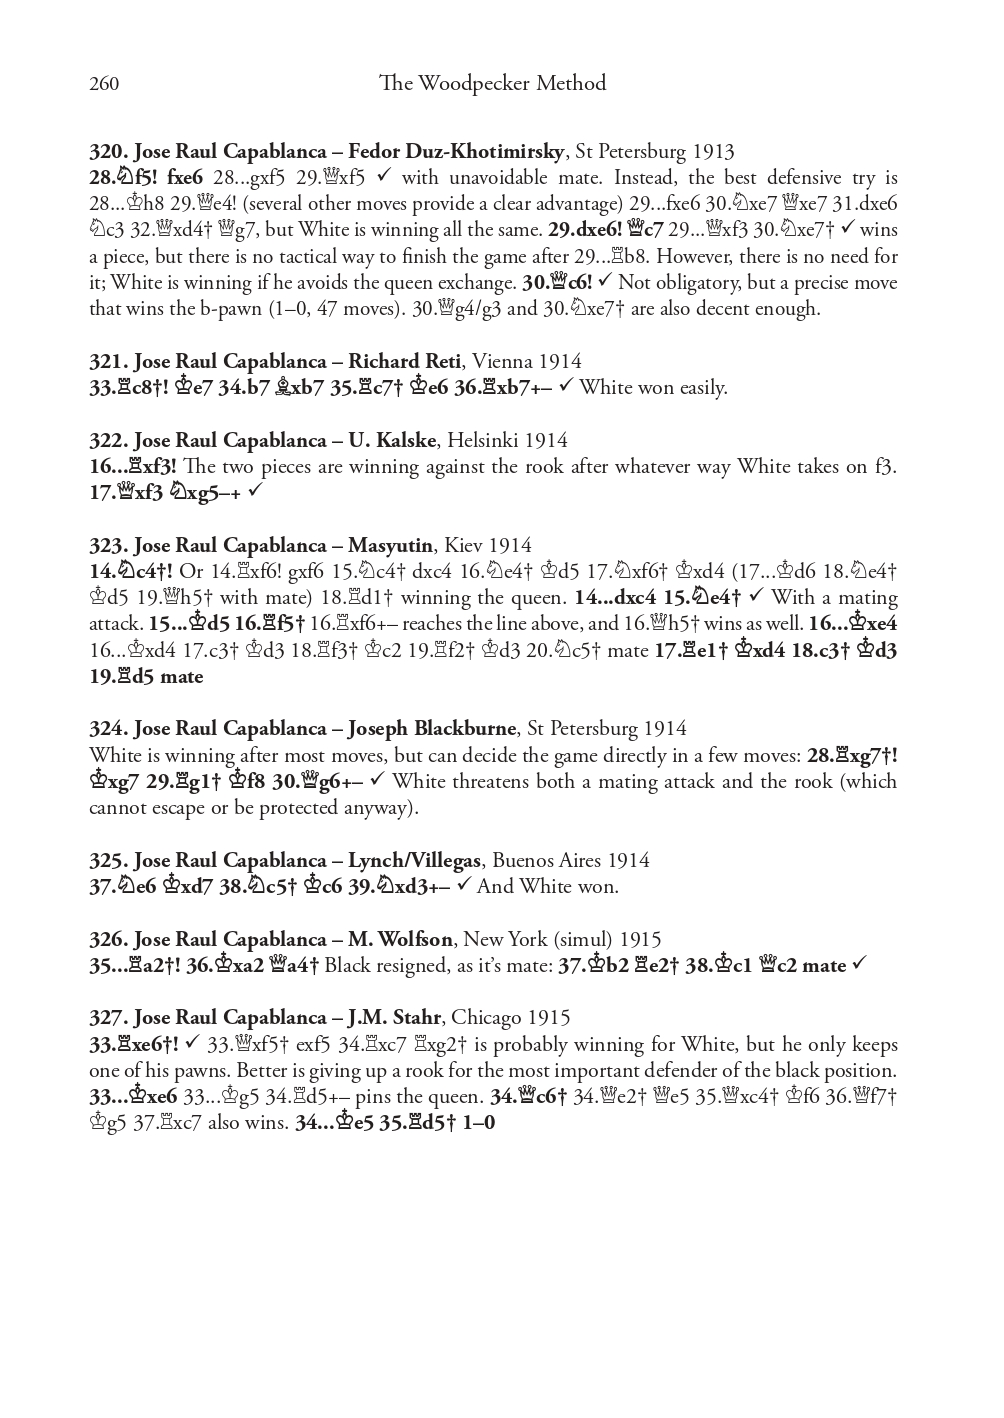 260 The Woodpecker Method
320. Jose Raul Capablanca – Fedor Duz-Khotimirsky, St Petersburg 1913
28.♘f5! fxe6 28...gxf5 29.♕xf5 ✓ with unavoidable mate. Instead, the best defensive try is
28...♔h8 29.♕e4! (several other moves provide a clear advantage) 29...fxe6 30.♘xe7 ♕xe7 31.dxe6
♘c3 32.♕xd4† ♕g7, but White is winning all the same. 29.dxe6! ♕c7 29...♕xf3 30.♘xe7† ✓ wins
a piece, but there is no tactical way to finish the game after 29...♖b8. However, there is no need for
it; White is winning if he avoids the queen exchange. 30.♕c6! ✓ Not obligatory, but a precise move
that wins the b-pawn (1–0, 47 moves). 30.♕g4/g3 and 30.♘xe7† are also decent enough.
321. Jose Raul Capablanca – Richard Reti, Vienna 1914
33.♖c8†! ♔e7 34.b7 ♗xb7 35.♖c7† ♔e6 36.♖xb7+– ✓ White won easily.
322. Jose Raul Capablanca – U. Kalske, Helsinki 1914
16...♖xf3! The two pieces are winning against the rook after whatever way White takes on f3.
17.♕xf3 ♘xg5–+ ✓
323. Jose Raul Capablanca – Masyutin, Kiev 1914
14.♘c4†! Or 14.♖xf6! gxf6 15.♘c4† dxc4 16.♘e4† ♔d5 17.♘xf6† ♔xd4 (17...♔d6 18.♘e4†
♔d5 19.♕h5† with mate) 18.♖d1† winning the queen. 14...dxc4 15.♘e4† ✓ With a mating
attack. 15...♔d5 16.♖f5† 16.♖xf6+– reaches the line above, and 16.♕h5† wins as well. 16...♔xe4
16...♔xd4 17.c3† ♔d3 18.♖f3† ♔c2 19.♖f2† ♔d3 20.♘c5† mate 17.♖e1† ♔xd4 18.c3† ♔d3
19.♖d5 mate
324. Jose Raul Capablanca – Joseph Blackburne, St Petersburg 1914
White is winning after most moves, but can decide the game directly in a few moves: 28.♖xg7†!
♔xg7 29.♖g1† ♔f8 30.♕g6+– ✓ White threatens both a mating attack and the rook (which
cannot escape or be protected anyway).
325. Jose Raul Capablanca – Lynch/Villegas, Buenos Aires 1914
37.♘e6 ♔xd7 38.♘c5† ♔c6 39.♘xd3+– ✓ And White won.
326. Jose Raul Capablanca – M. Wolfson, New York (simul) 1915
35...♖a2†! 36.♔xa2 ♕a4† Black resigned, as it’s mate: 37.♔b2 ♖e2† 38.♔c1 ♕c2 mate ✓
327. Jose Raul Capablanca – J.M. Stahr, Chicago 1915
33.♖xe6†! ✓ 33.♕xf5† exf5 34.♖xc7 ♖xg2† is probably winning for White, but he only keeps
one of his pawns. Better is giving up a rook for the most important defender of the black position.
33...♔xe6 33...♔g5 34.♖d5+– pins the queen. 34.♕c6† 34.♕e2† ♕e5 35.♕xc4† ♔f6 36.♕f7†
♔g5 37.♖xc7 also wins. 34...♔e5 35.♖d5† 1–0